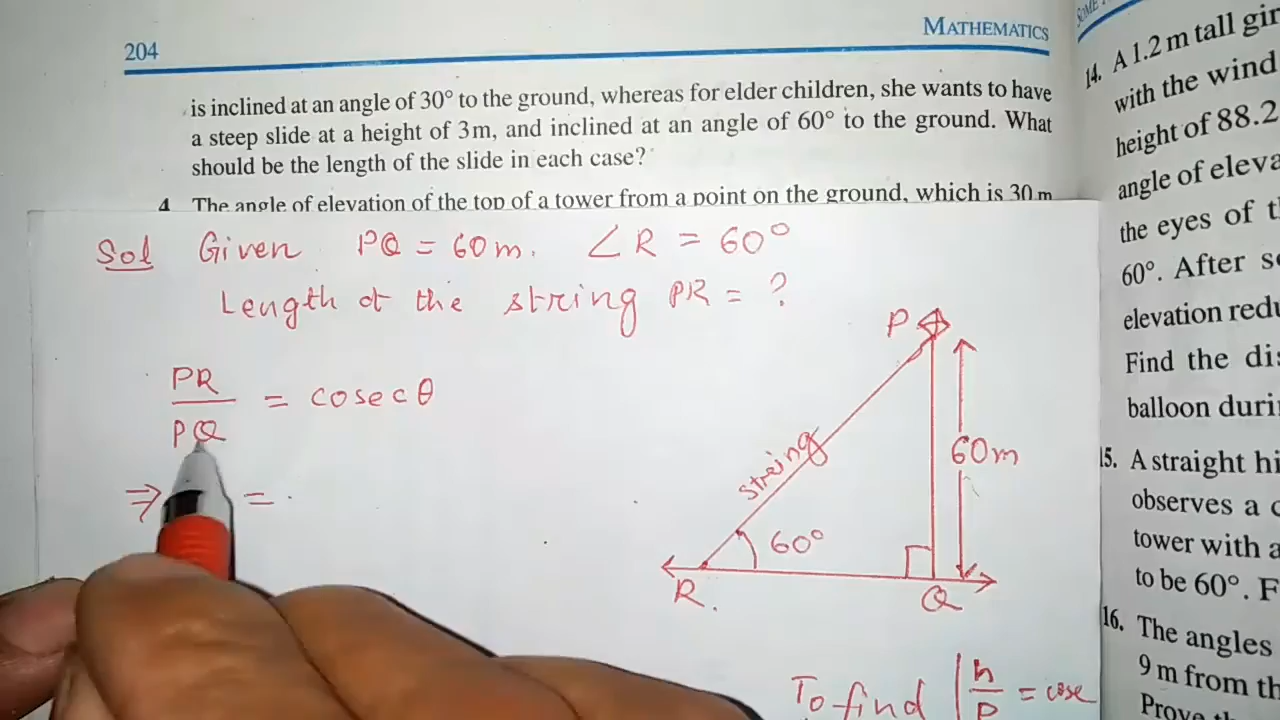 204
MATHEMATICS
is inclined at an angle of 30° to the ground, whereas for elder children, she wants to have
a steep slide at a height of 3m, and inclined at an angle of 60° to the ground. What
should be the length of the slide in each case?
4. The angle of elevation of the top of a tower from a point on the ground, which is 30 m
Sol Given PQ = 60m. ∠R = 60°
Length of the string PR = ?
PR
PQ
= cosec θ
⇒ =
P
string
60m
60°
R.
Q
To find h/P = cose
SOME
14. A 1.2 m tall gir
with the wind
height of 88.2
angle of eleva
the eyes of t
60°. After s
elevation redu
Find the di
balloon duri
15. A straight hi
observes a c
tower with a
to be 60°. F
16. The angles
9 m from th
Prove th